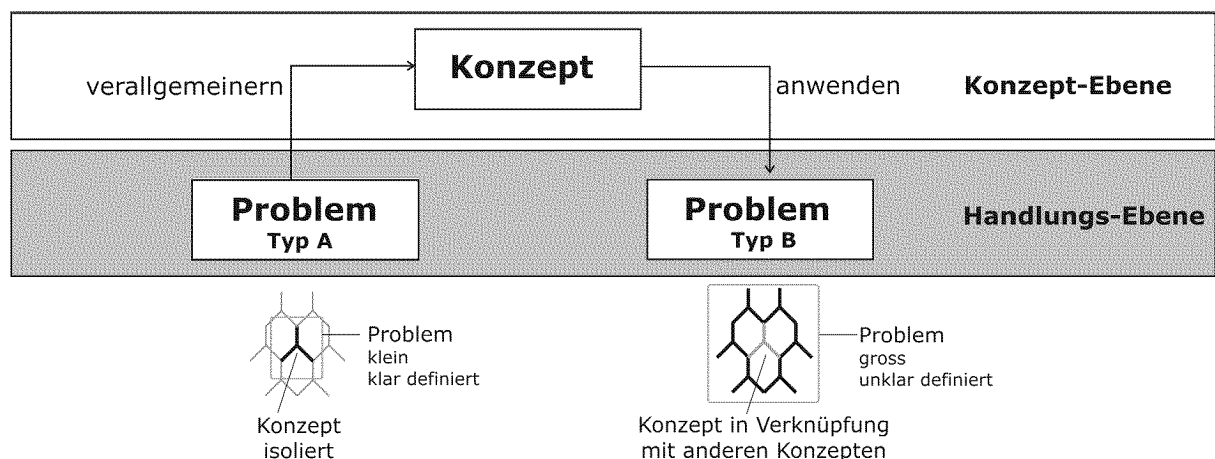 Konzept
verallgemeinern
anwenden
Konzept-Ebene
Problem
Typ A
Problem
Typ B
Handlungs-Ebene
Problem
klein
klar definiert
Konzept
isoliert
Problem
gross
unklar definiert
Konzept in Verknüpfung
mit anderen Konzepten